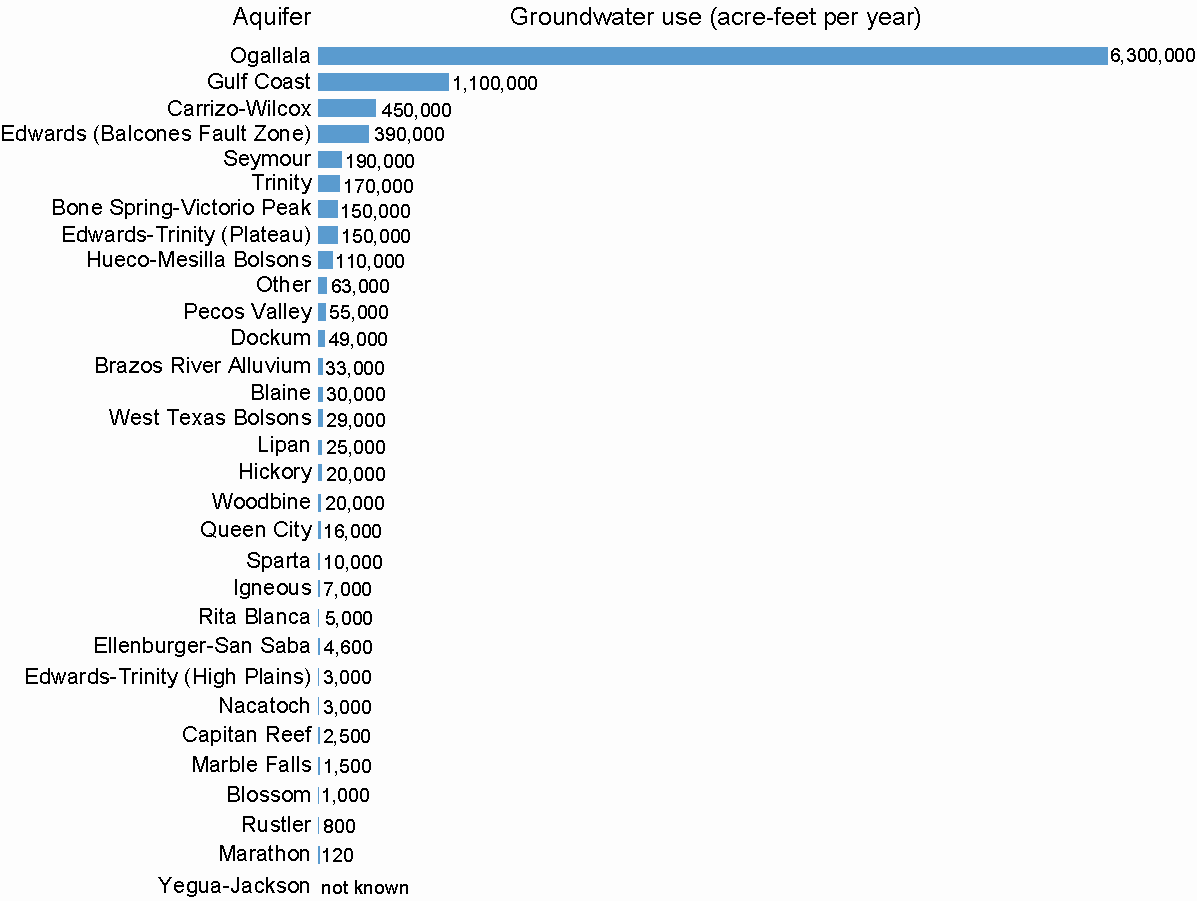 Aquifer Groundwater use (acre-feet per year)
Ogallala 6,300,000
Gulf Coast 1,100,000
Carrizo-Wilcox 450,000
Edwards (Balcones Fault Zone) 390,000
Seymour 190,000
Trinity 170,000
Bone Spring-Victorio Peak 150,000
Edwards-Trinity (Plateau) 150,000
Hueco-Mesilla Bolsons 110,000
Other 63,000
Pecos Valley 55,000
Dockum 49,000
Brazos River Alluvium 33,000
Blaine 30,000
West Texas Bolsons 29,000
Lipan 25,000
Hickory 20,000
Woodbine 20,000
Queen City 16,000
Sparta 10,000
Igneous 7,000
Rita Blanca 5,000
Ellenburger-San Saba 4,600
Edwards-Trinity (High Plains) 3,000
Nacatoch 3,000
Capitan Reef 2,500
Marble Falls 1,500
Blossom 1,000
Rustler 800
Marathon 120
Yegua-Jackson not known